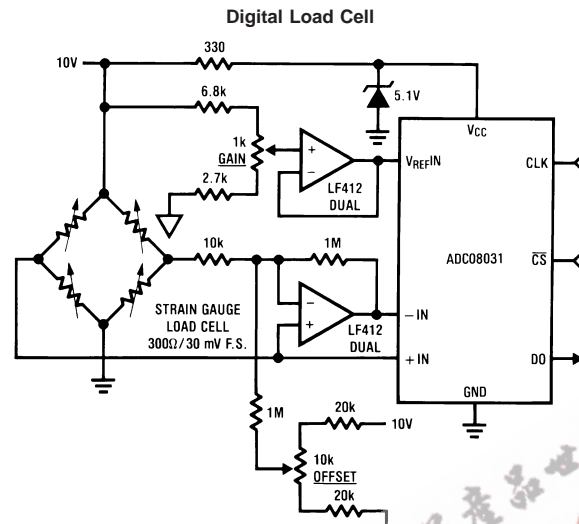 Digital Load Cell
10V
330
5.1V
6.8k
1k
GAIN
2.7k
LF412
DUAL
VCC
VREFIN
CLK
ADC08031
CS
10k
1M
STRAIN GAUGE
LOAD CELL
300Ω/30 mV F.S.
LF412
DUAL
−IN
+IN
DO
GND
1M
20k
10V
10k
OFFSET
20k